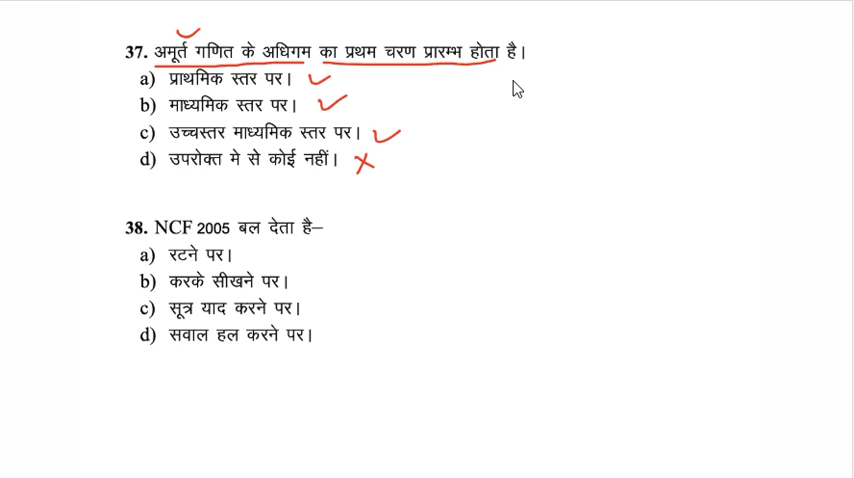 37. अमूर्त गणित के अधिगम का प्रथम चरण प्रारम्भ होता है।
a) प्राथमिक स्तर पर।
b) माध्यमिक स्तर पर।
c) उच्चस्तर माध्यमिक स्तर पर।
d) उपरोक्त मे से कोई नहीं।
38. NCF 2005 बल देता है–
a) रटने पर।
b) करके सीखने पर।
c) सूत्र याद करने पर।
d) सवाल हल करने पर।